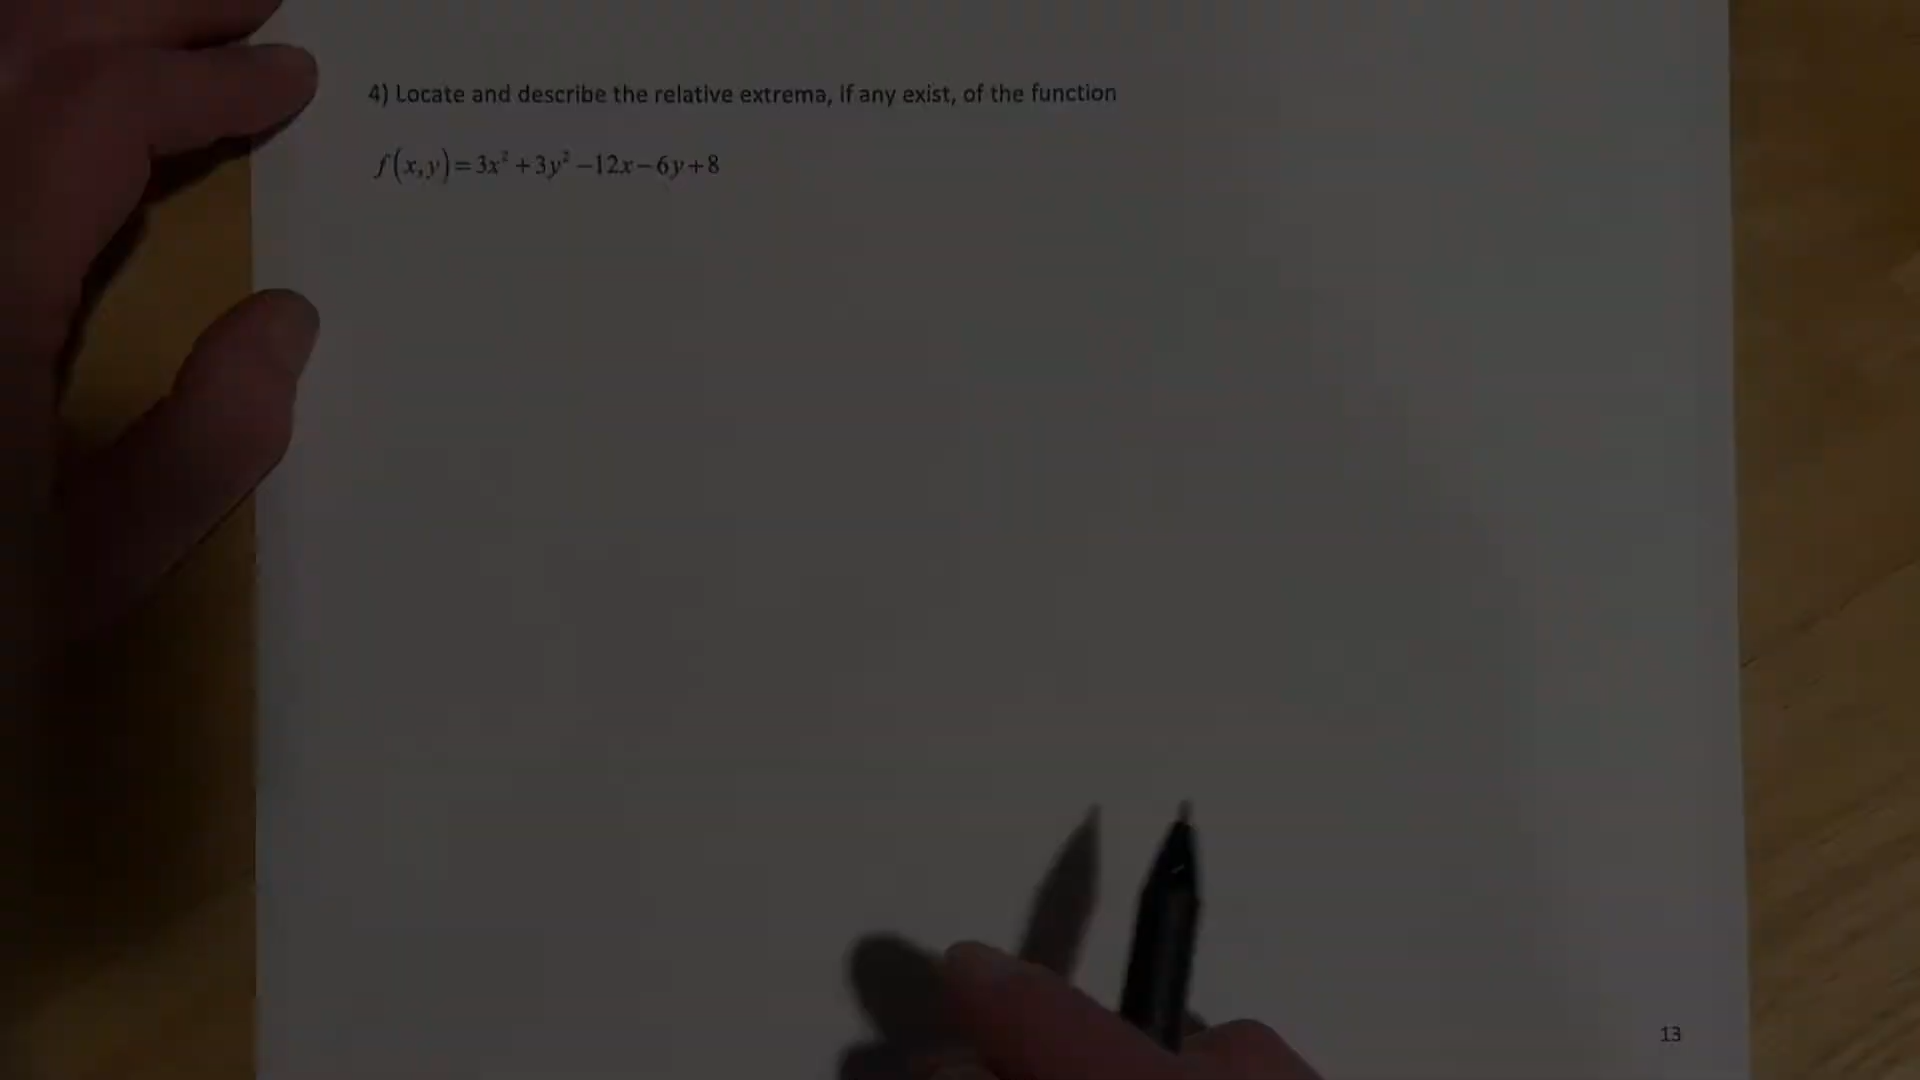 4) Locate and describe the relative extrema, if any exist, of the function
f(x,y)=3x²+3y²−12x−6y+8
13